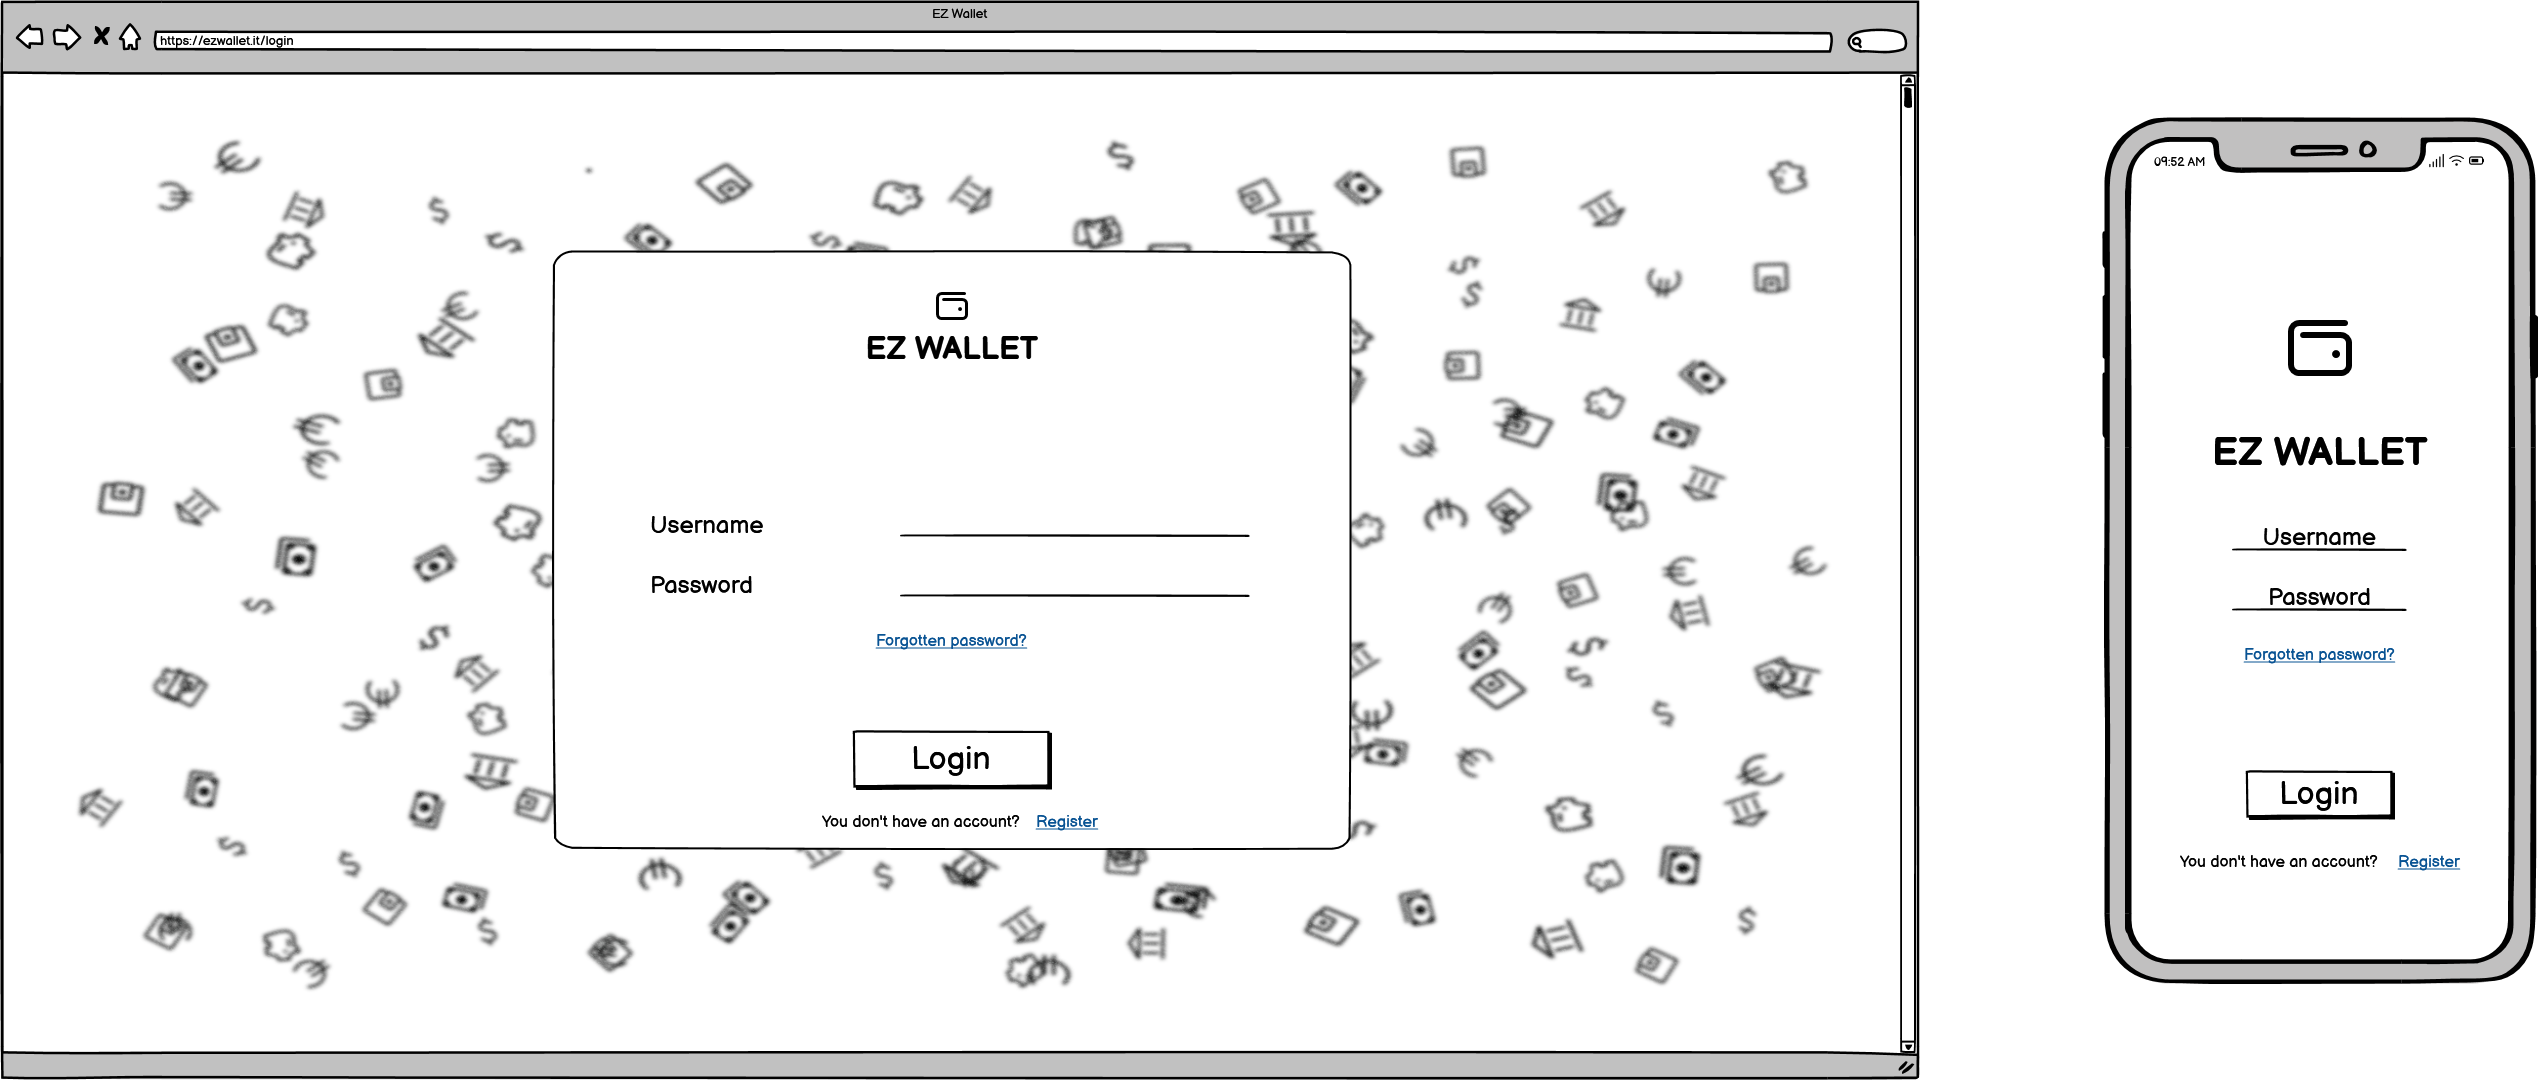 EZ Wallet
https://ezwallet.it/login
EZ WALLET
Username
Password
Forgotten password?
Login
You don't have an account? Register
09:52 AM
EZ WALLET
Username
Password
Forgotten password?
Login
You don't have an account? Register